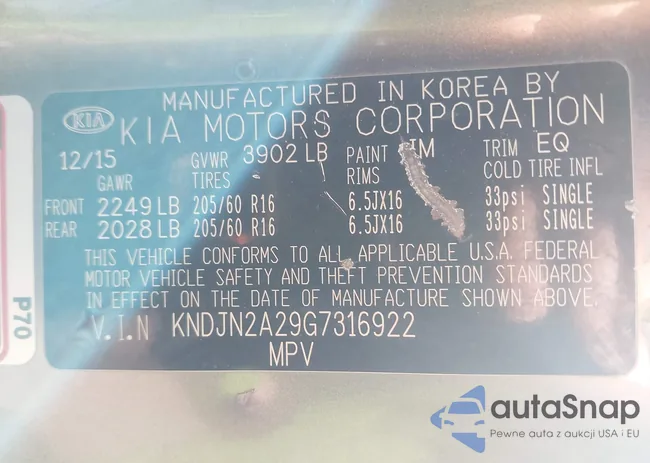 MANUFACTURED IN KOREA BY
KIA KIA MOTORS CORPORATION
12/15 GVWR 3902 LB PAINT IM TRIM EQ
GAWR TIRES RIMS COLD TIRE INFL
FRONT 2249 LB 205/60 R16 6.5JX16 33psi SINGLE
REAR 2028 LB 205/60 R16 6.5JX16 33psi SINGLE
THIS VEHICLE CONFORMS TO ALL APPLICABLE U.S.A. FEDERAL
MOTOR VEHICLE SAFETY AND THEFT PREVENTION STANDARDS
IN EFFECT ON THE DATE OF MANUFACTURE SHOWN ABOVE.
V.I.N KNDJN2A29G7316922
MPV
P70
autaSnap
Pewne auta z aukcji USA i EU